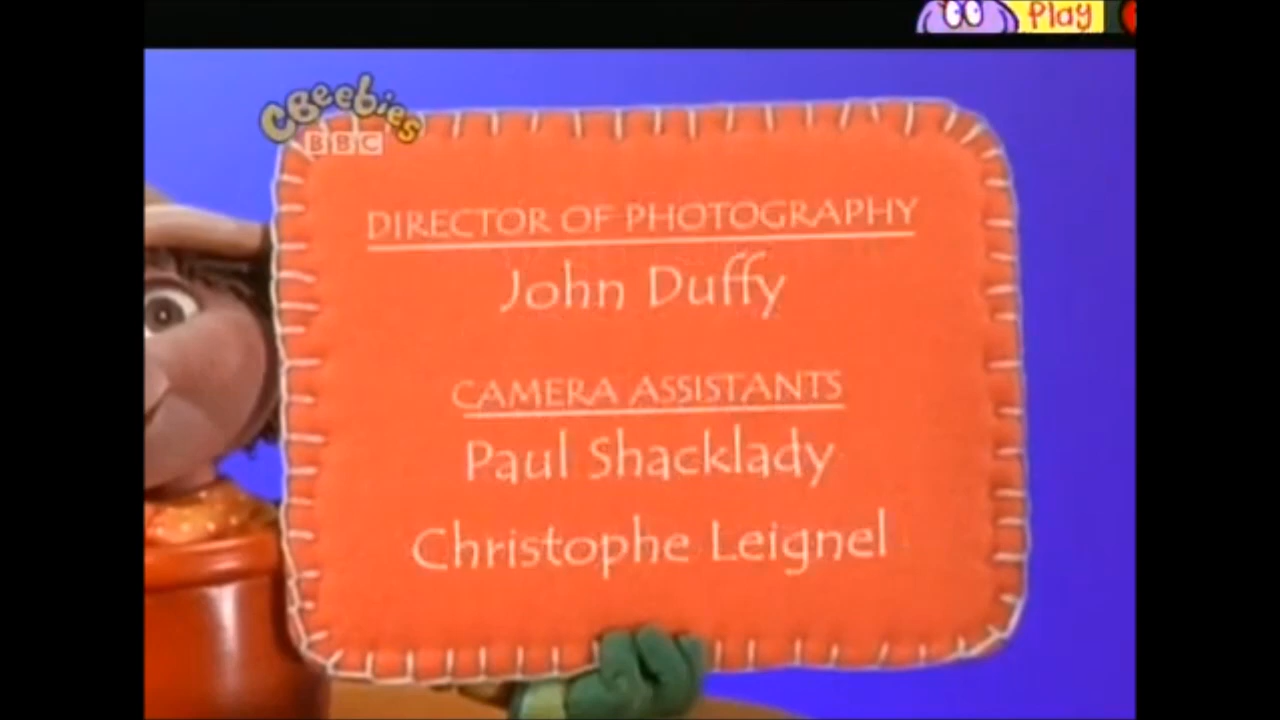 Play
CBeebies
BBC
DIRECTOR OF PHOTOGRAPHY
John Duffy
CAMERA ASSISTANTS
Paul Shacklady
Christophe Leignel